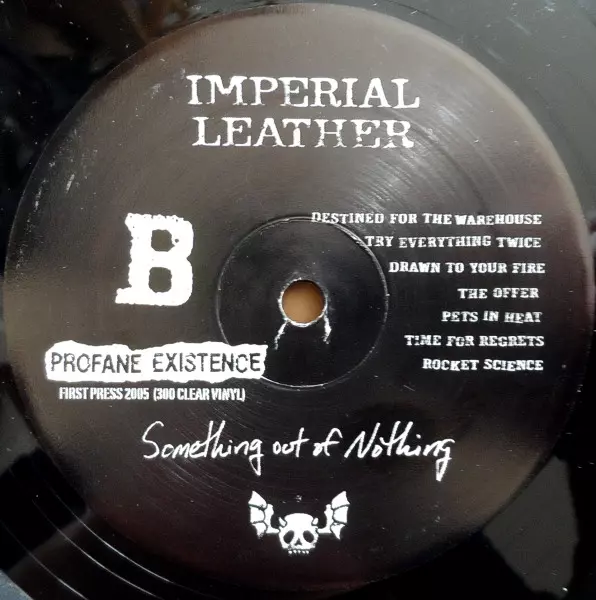 IMPERIAL
LEATHER
B
DESTINED FOR THE WAREHOUSE
TRY EVERYTHING TWICE
DRAWN TO YOUR FIRE
THE OFFER
PETS IN HEAT
TIME FOR REGRETS
ROCKET SCIENCE
PROFANE EXISTENCE
FIRST PRESS 2005 (300 CLEAR VINYL)
Something out of Nothing